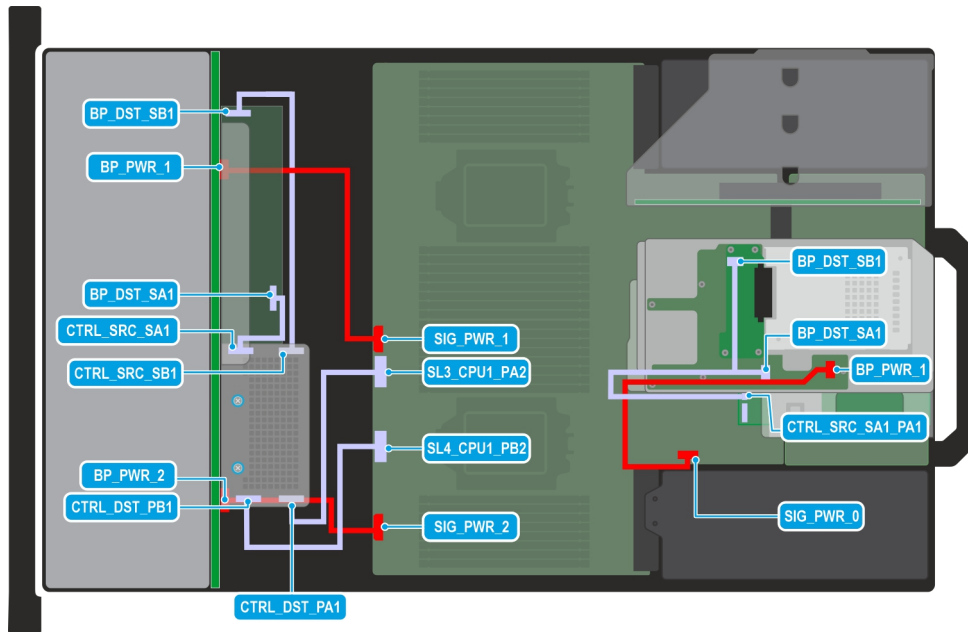 BP_DST_SB1
BP_PWR_1
BP_DST_SA1
CTRL_SRC_SA1
CTRL_SRC_SB1
BP_PWR_2
CTRL_DST_PB1
CTRL_DST_PA1
SIG_PWR_1
SL3_CPU1_PA2
SL4_CPU1_PB2
SIG_PWR_2
BP_DST_SB1
BP_DST_SA1
BP_PWR_1
CTRL_SRC_SA1_PA1
SIG_PWR_0